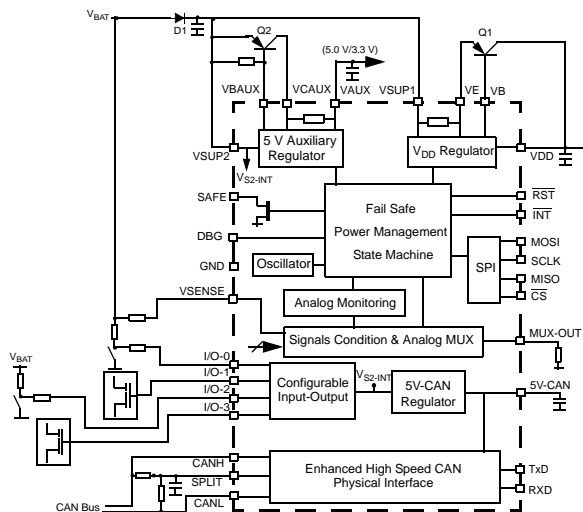 VBAT
D1
Q2
Q1
(5.0 V/3.3 V)
VBAUX
VCAUX
VAUX
VSUP1
VE
VB
5 V Auxiliary
Regulator
VDD Regulator
VSUP2
VDD
VS2-INT
SAFE
Fail Safe
Power Management
State Machine
RST
INT
DBG
MOSI
SCLK
SPI
MISO
CS
GND
Oscillator
VSENSE
Analog Monitoring
Signals Condition & Analog MUX
MUX-OUT
VBAT
I/O-0
I/O-1
I/O-2
I/O-3
Configurable
Input-Output
VS2-INT
5V-CAN
Regulator
5V-CAN
CANH
SPLIT
CANL
CAN Bus
Enhanced High Speed CAN
Physical Interface
TxD
RXD